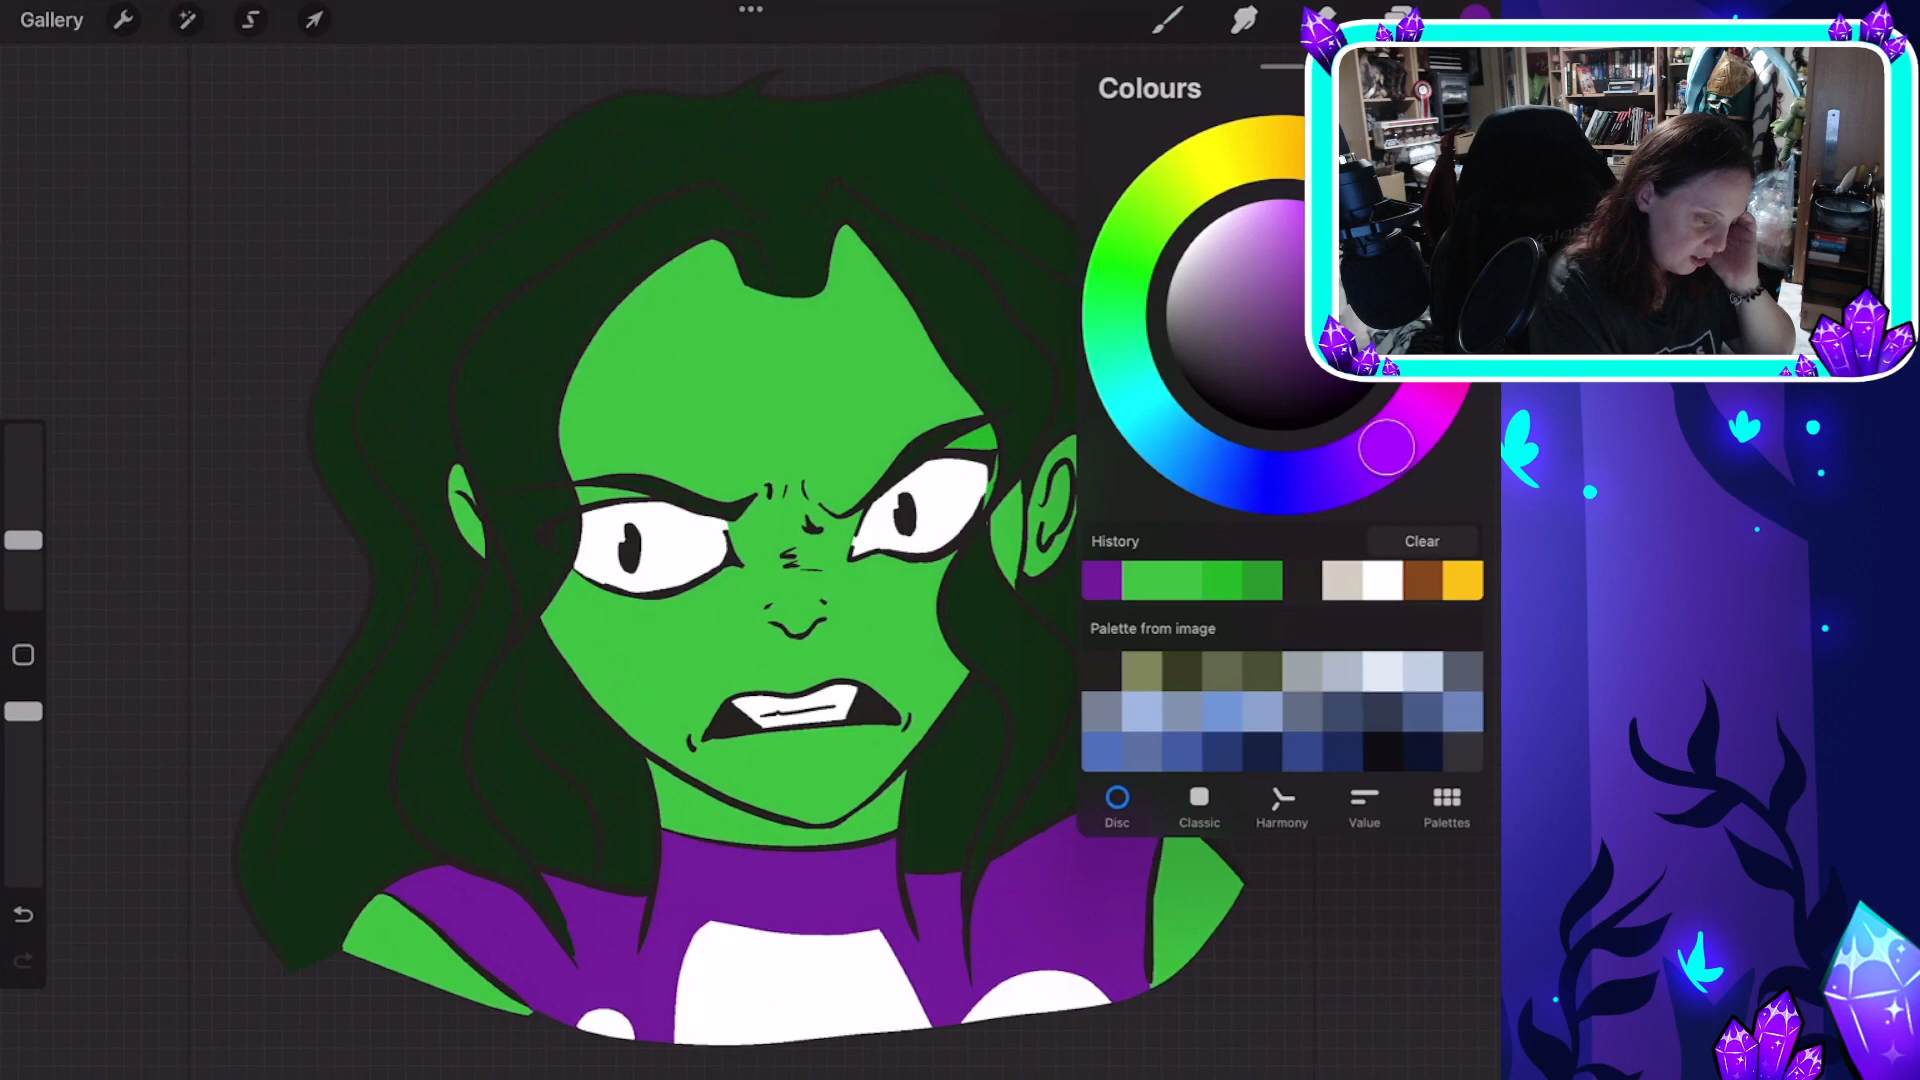 Gallery
Colours
History
Clear
Palette from image
Disc
Classic
Harmony
Value
Palettes